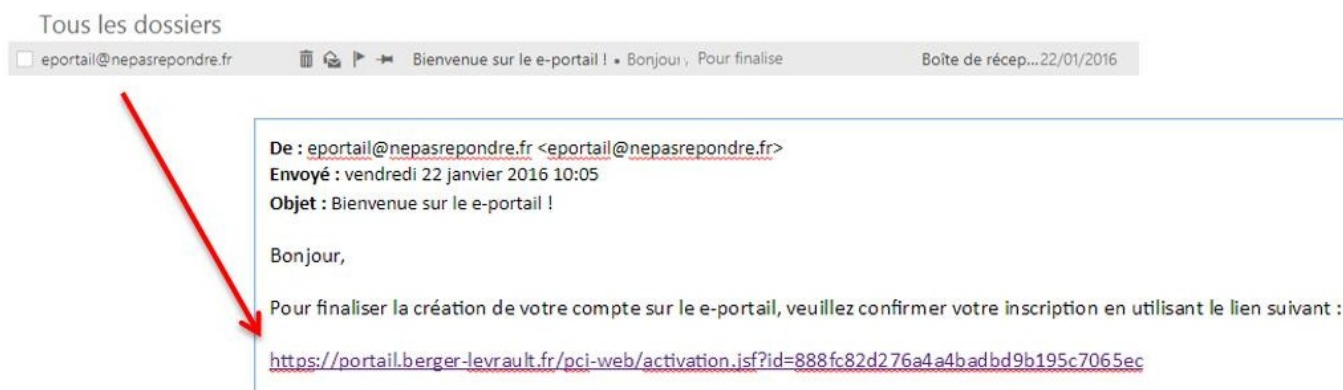 Tous les dossiers
eportail@nepasrepondre.fr Bienvenue sur le e-portail ! • Bonjour, Pour finalise Boîte de récep...22/01/2016
De : eportail@nepasrepondre.fr <eportail@nepasrepondre.fr>
Envoyé : vendredi 22 janvier 2016 10:05
Objet : Bienvenue sur le e-portail !
Bonjour,
Pour finaliser la création de votre compte sur le e-portail, veuillez confirmer votre inscription en utilisant le lien suivant :
https://portail.berger-levrault.fr/pci-web/activation.jsf?id=888fc82d276a4a4badbd9b195c7065ec